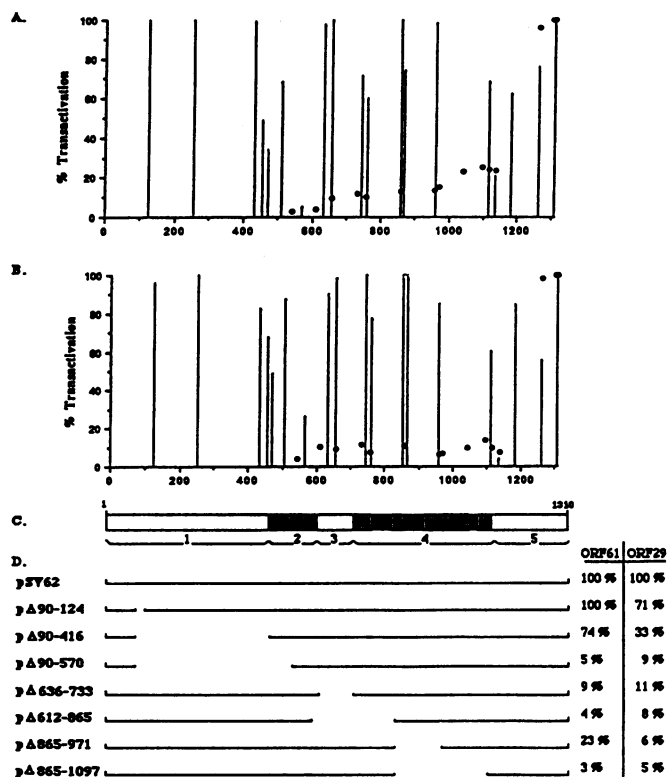 A.
% Transactivation
100
80
60
40
20
0
0 200 400 600 800 1000 1200
B.
% Transactivation
100
80
60
40
20
0
0 200 400 600 800 1000 1200
1 1310
C.
1 2 3 4 5
D.
ORF61 ORF29
pSV62 100 % 100 %
pΔ90-124 100 % 71 %
pΔ90-416 74 % 33 %
pΔ90-570 5 % 9 %
pΔ636-733 9 % 11 %
pΔ612-865 4 % 8 %
pΔ865-971 23 % 6 %
pΔ865-1097 3 % 5 %